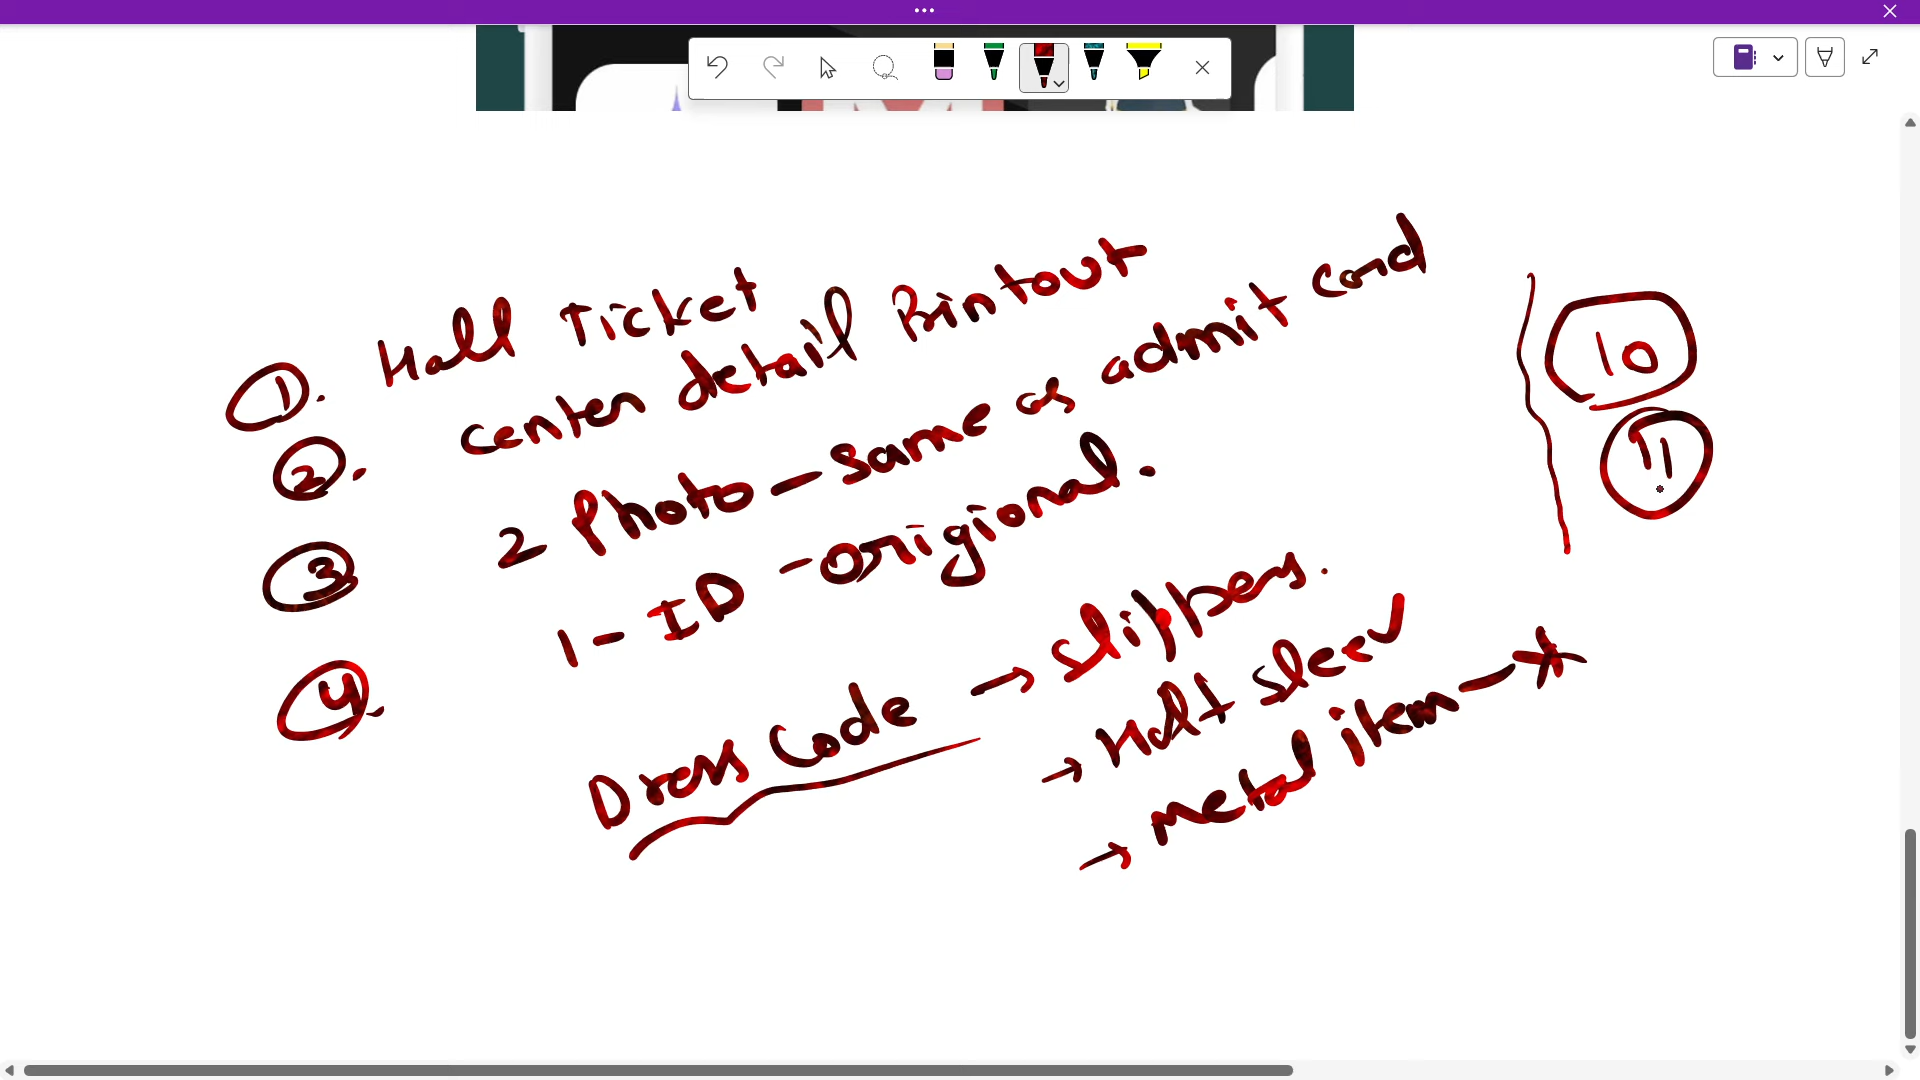 1. Hall Ticket
2. center detail Printout
3 2 Photo - same as admit card
4. 1 - ID - origional.
Dress Code → slippers.
→ Half sleev
→ metal item - *
10
11